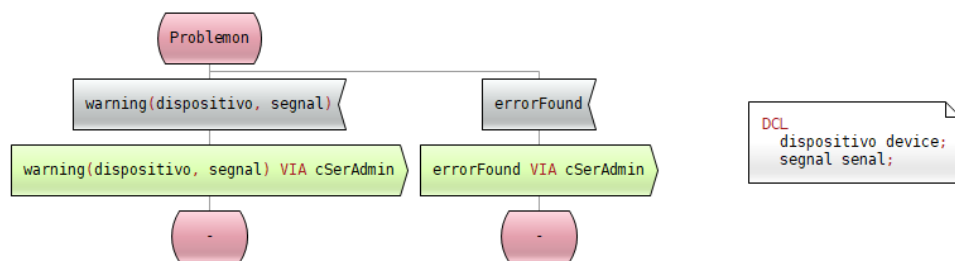 Problemon
warning(dispositivo, segnal)
errorFound
warning(dispositivo, segnal) VIA cSerAdmin
errorFound VIA cSerAdmin
-
-
DCL
dispositivo device;
segnal senal;